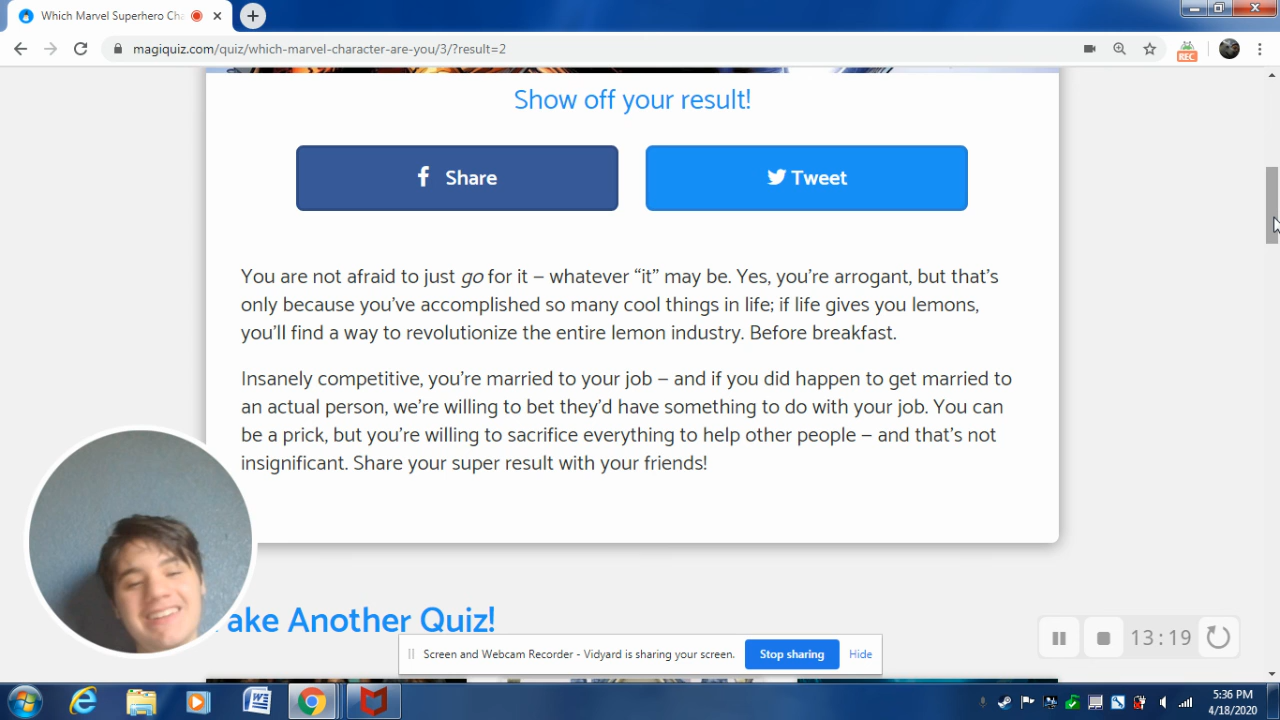 Which Marvel Superhero Cha
magiquiz.com/quiz/which-marvel-character-are-you/3/?result=2
REC
Show off your result!
Share
Tweet
You are not afraid to just go for it – whatever “it” may be. Yes, you’re arrogant, but that’s
only because you’ve accomplished so many cool things in life; if life gives you lemons,
you’ll find a way to revolutionize the entire lemon industry. Before breakfast.
Insanely competitive, you’re married to your job – and if you did happen to get married to
an actual person, we’re willing to bet they’d have something to do with your job. You can
be a prick, but you’re willing to sacrifice everything to help other people – and that’s not
insignificant. Share your super result with your friends!
ake Another Quiz!
13:19
Screen and Webcam Recorder - Vidyard is sharing your screen.
Stop sharing
Hide
5:36 PM
4/18/2020